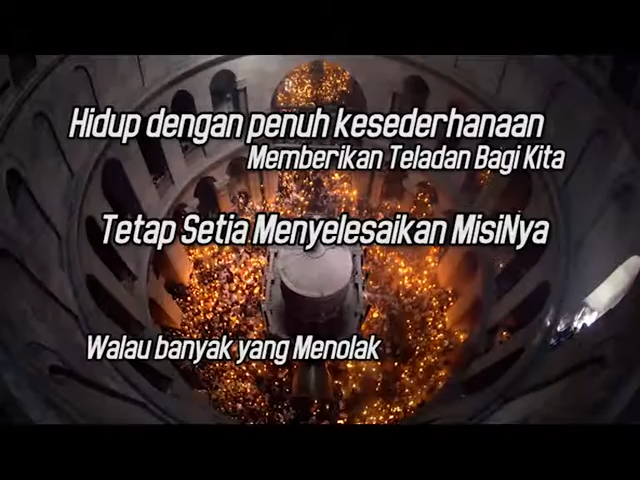 Hidup dengan penuh kesederhanaan
Memberikan Teladan Bagi Kita
Tetap Setia Menyelesaikan MisiNya
Walau banyak yang Menolak